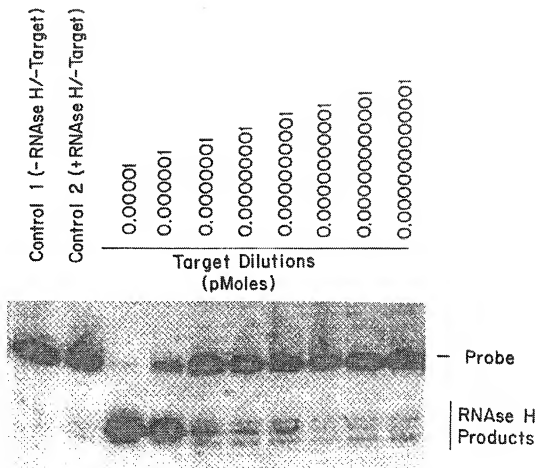 Control 1 (-RNAse H/-Target)
Control 2 (+RNAse H/-Target)
0.00001
0.000001
0.0000001
0.00000001
0.000000001
0.0000000001
0.00000000001
0.000000000001
Target Dilutions
(pMoles)
– Probe
RNAse H
Products